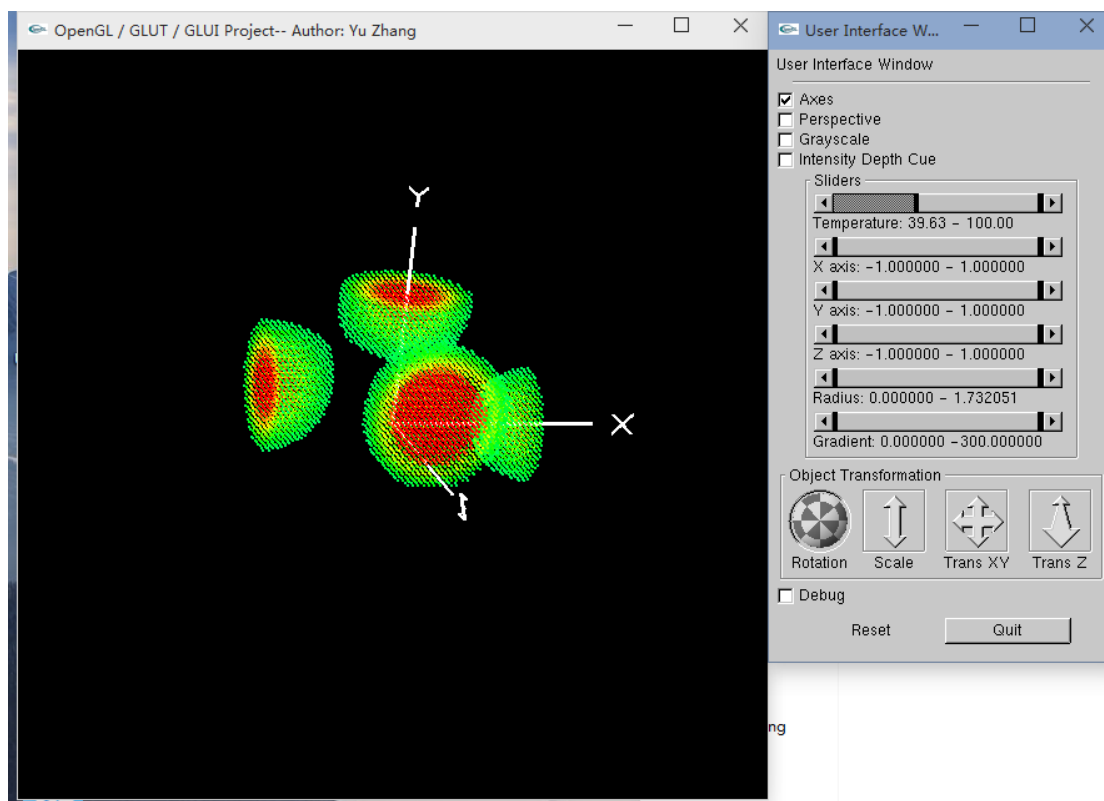 OpenGL / GLUT / GLUI Project-- Author: Yu Zhang
User Interface W...
User Interface Window
Axes
Perspective
Grayscale
Intensity Depth Cue
Sliders
Temperature: 39.63 - 100.00
X axis: -1.000000 - 1.000000
Y axis: -1.000000 - 1.000000
Z axis: -1.000000 - 1.000000
Radius: 0.000000 - 1.732051
Gradient: 0.000000 -300.000000
Object Transformation
Rotation Scale Trans XY Trans Z
Debug
Reset Quit
Y
X
Z
ng